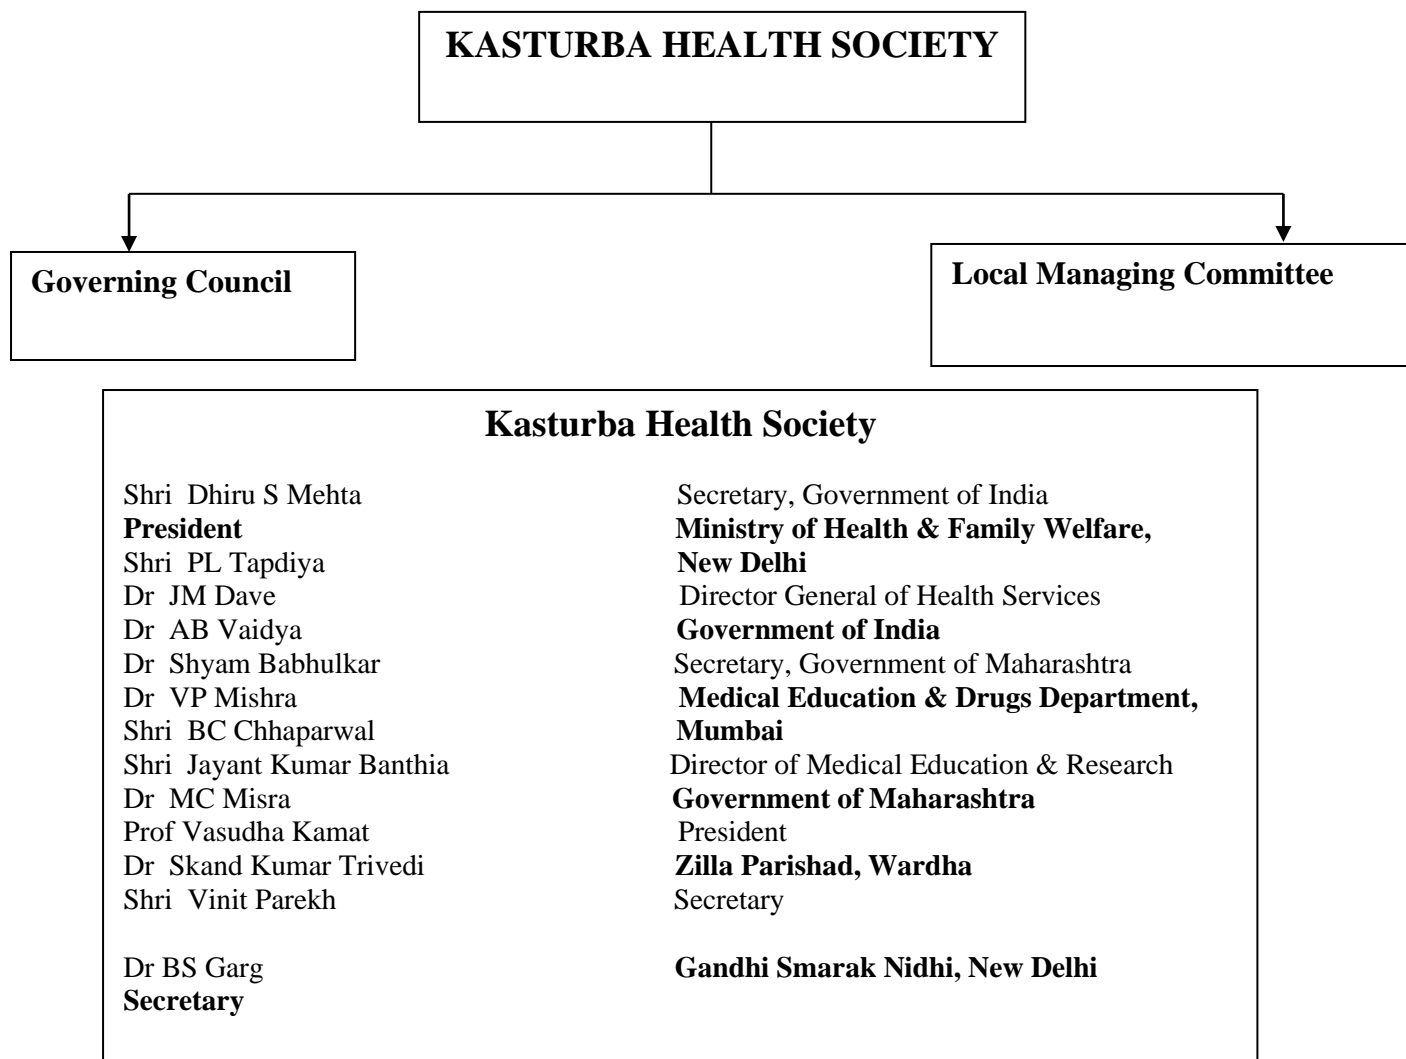 KASTURBA HEALTH SOCIETY
Governing Council
Local Managing Committee
Kasturba Health Society
Shri Dhiru S Mehta
President
Shri PL Tapdiya
Dr JM Dave
Dr AB Vaidya
Dr Shyam Babhulkar
Dr VP Mishra
Shri BC Chhaparwal
Shri Jayant Kumar Banthia
Dr MC Misra
Prof Vasudha Kamat
Dr Skand Kumar Trivedi
Shri Vinit Parekh
Dr BS Garg
Secretary
Secretary, Government of India
Ministry of Health & Family Welfare,
New Delhi
Director General of Health Services
Government of India
Secretary, Government of Maharashtra
Medical Education & Drugs Department,
Mumbai
Director of Medical Education & Research
Government of Maharashtra
President
Zilla Parishad, Wardha
Secretary
Gandhi Smarak Nidhi, New Delhi